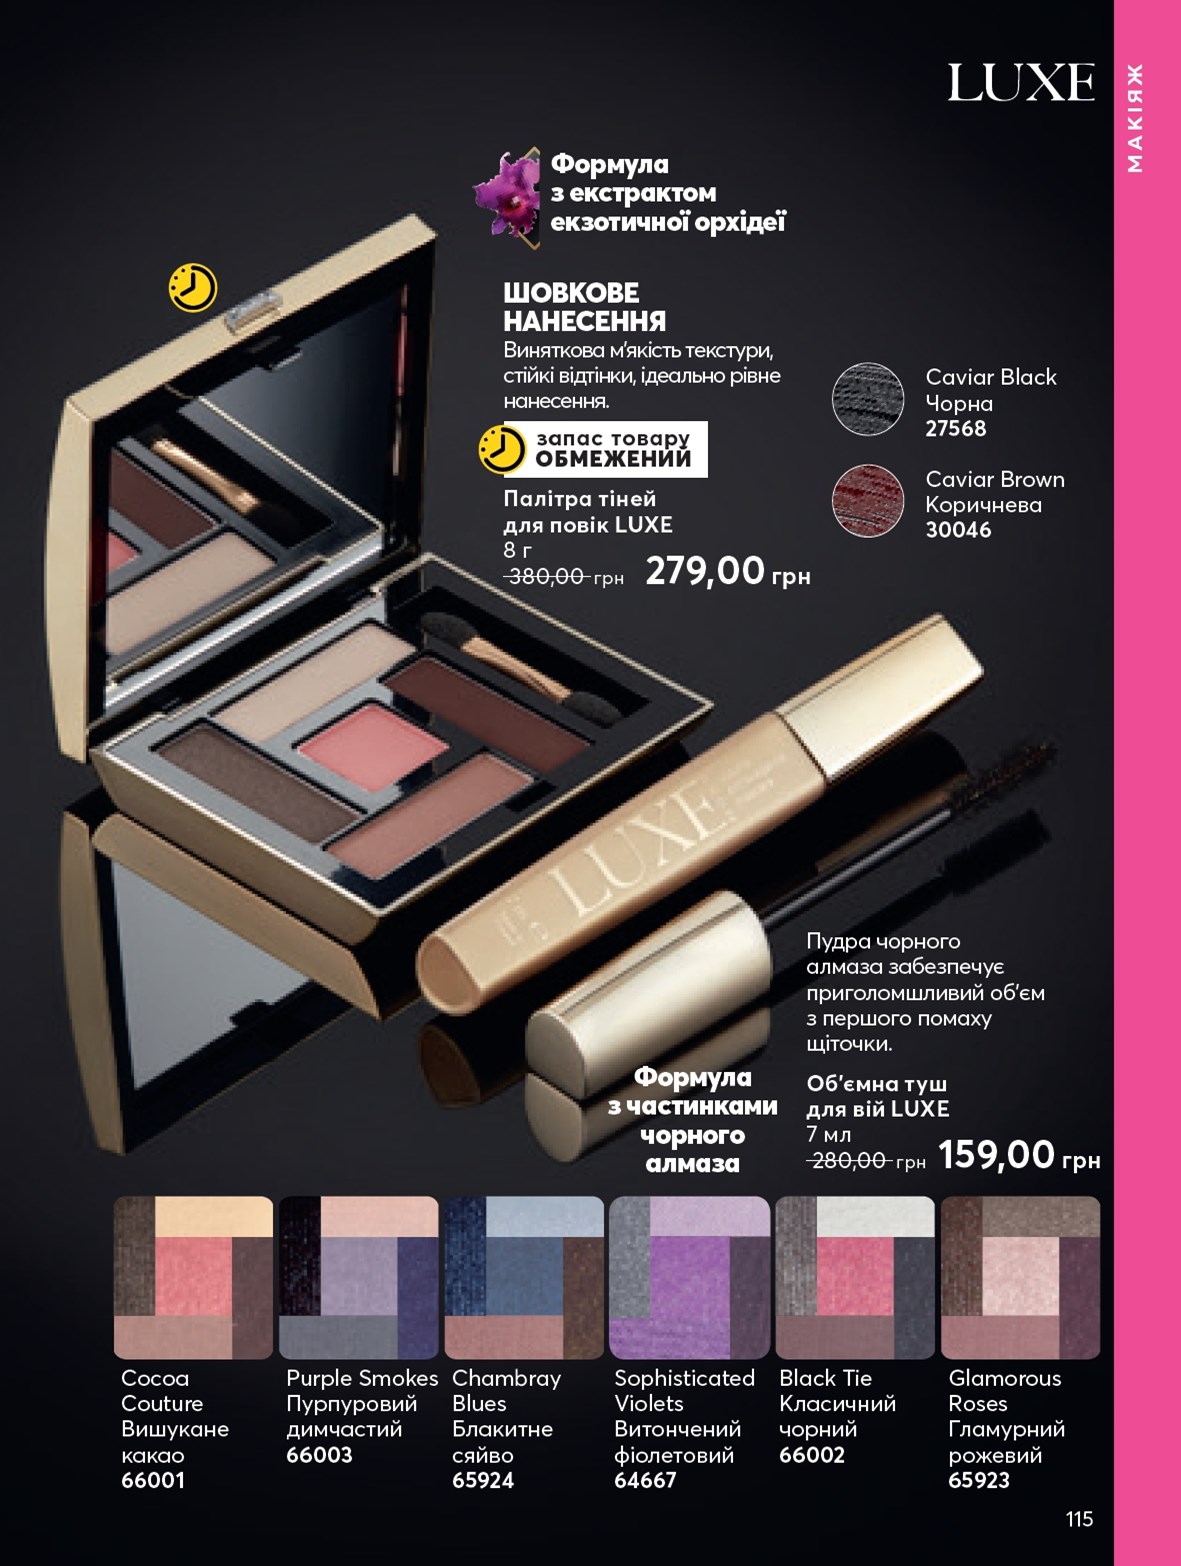 LUXE
МАКІЯЖ
Формула
з екстрактом
екзотичної орхідеї
ШОВКОВЕ
НАНЕСЕННЯ
Виняткова м'якість текстури,
стійкі відтінки, ідеально рівне
нанесення.
запас товару
ОБМЕЖЕНИЙ
Палітра тіней
для повік LUXE
8 г
380,00 грн 279,00 грн
Caviar Black
Чорна
27568
Caviar Brown
Коричнева
30046
LUXE
Пудра чорного
алмаза забезпечує
приголомшливий об'єм
з першого помаху
щіточки.
Формула
з частинками
чорного
алмаза
Об'ємна туш
для вій LUXE
7 мл
280,00 грн 159,00 грн
Cocoa
Couture
Вишукане
какао
66001
Purple Smokes
Пурпуровий
димчастий
66003
Chambray
Blues
Блакитне
сяйво
65924
Sophisticated
Violets
Витончений
фіолетовий
64667
Black Tie
Класичний
чорний
66002
Glamorous
Roses
Гламурний
рожевий
65923
115